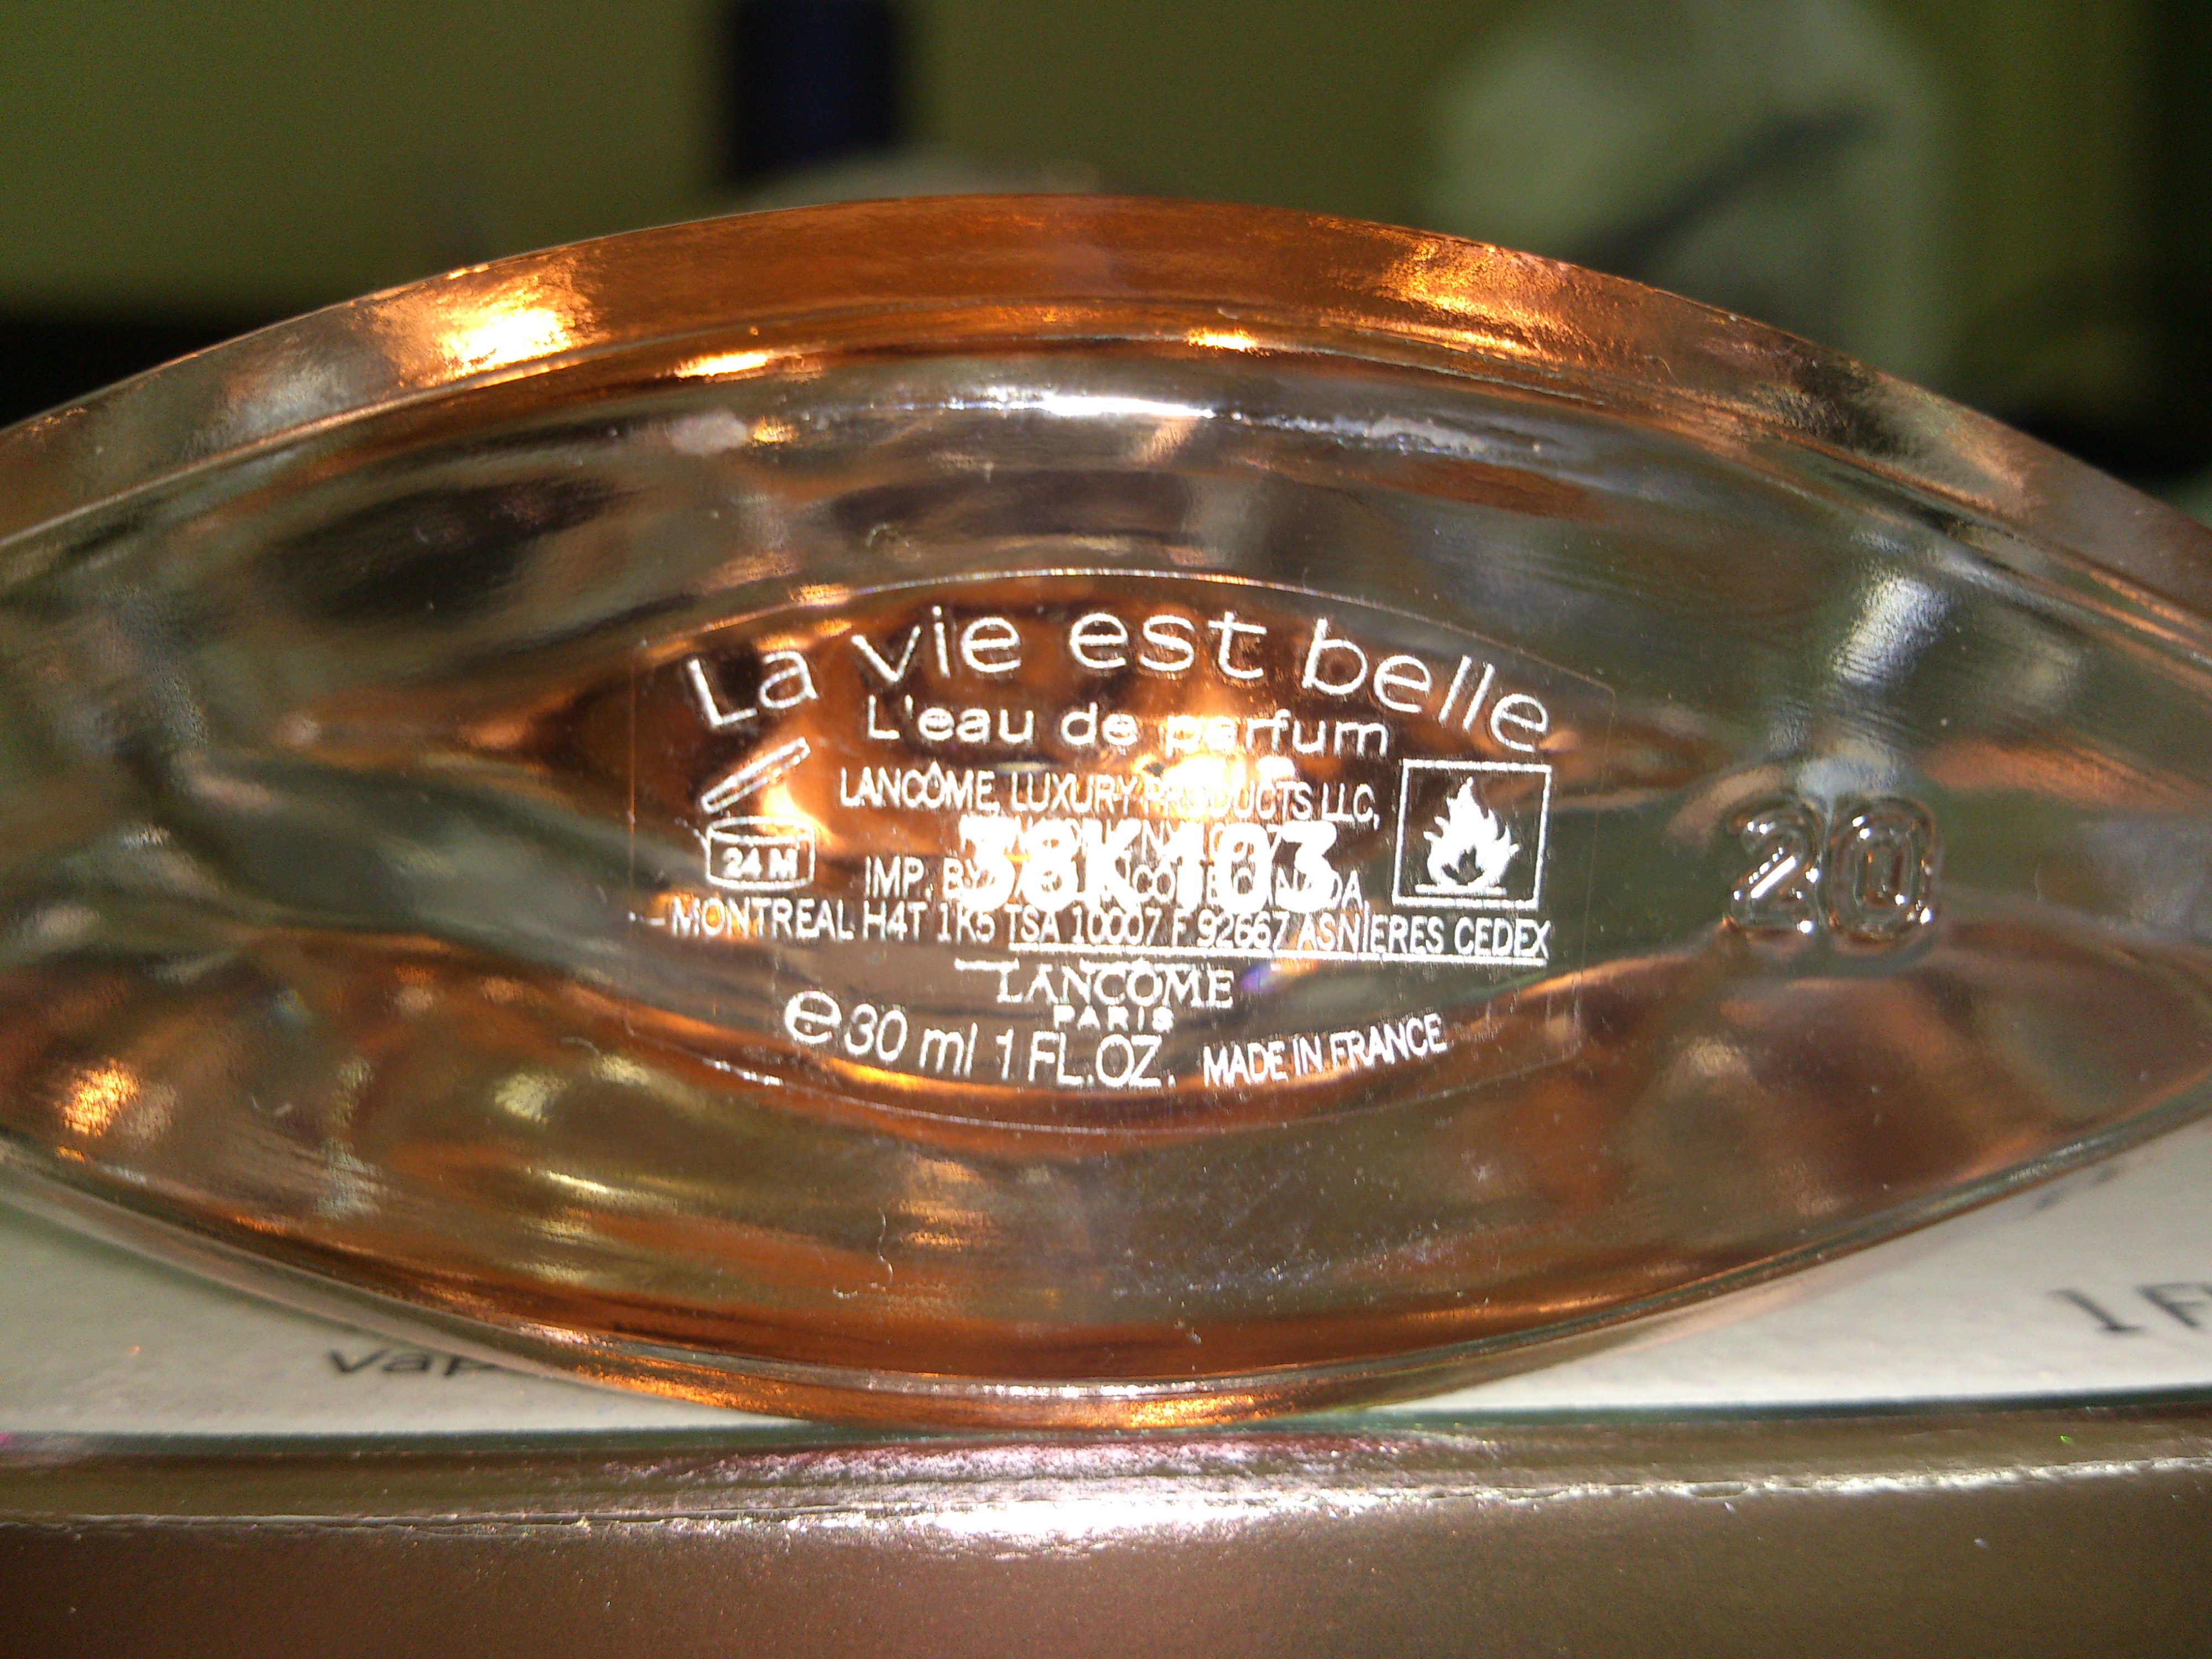 La vie est belle
L'eau de parfum
LANCÔME, LUXURY PRODUCTS LLC,
38K103
24 M
IMP. BY
MONTREAL H4T 1K5 TSA 10007 F 92667 ASNIERES CEDEX
LANCÔME
PARIS
e 30 ml 1 FL.OZ. MADE IN FRANCE
20